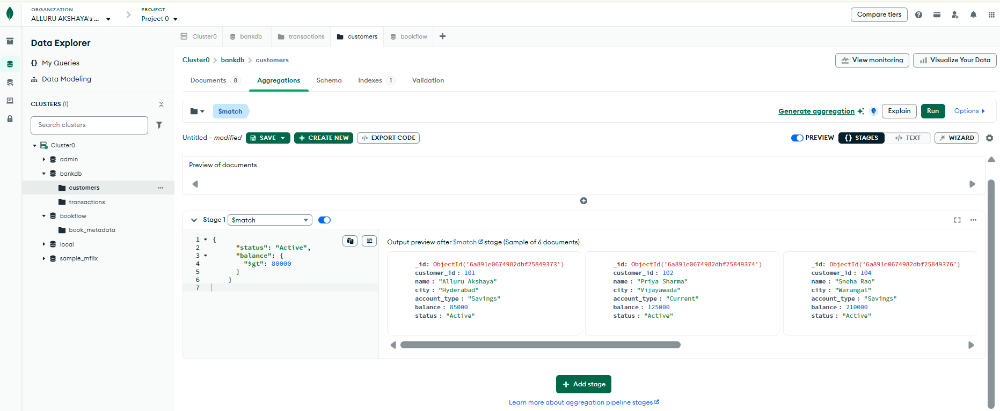 ORGANIZATION
ALLURU AKSHAYA's ...
PROJECT
Project 0
Compare tiers
Data Explorer
My Queries
Data Modeling
CLUSTERS (1)
Search clusters
Cluster0
admin
bankdb
customers
transactions
bookflow
book_metadata
local
sample_mflix
Cluster0
bankdb
transactions
customers
bookflow
Cluster0 > bankdb > customers
View monitoring
Visualize Your Data
Documents 8
Aggregations
Schema
Indexes 1
Validation
$match
Generate aggregation
Explain
Run
Options
Untitled – modified
SAVE
CREATE NEW
EXPORT CODE
PREVIEW
{} STAGES
</> TEXT
WIZARD
Preview of documents
Stage 1 $match
1 {
2 "status": "Active",
3 "balance": {
4 "$gt": 80000
5 }
6 }
7
Output preview after $match stage (Sample of 6 documents)
_id: ObjectId('6a891e0674982dbf25849373')
customer_id : 101
name : "Alluru Akshaya"
city : "Hyderabad"
account_type : "Savings"
balance : 85000
status : "Active"
_id: ObjectId('6a891e0674982dbf25849374')
customer_id : 102
name : "Priya Sharma"
city : "Vijayawada"
account_type : "Current"
balance : 125000
status : "Active"
_id: ObjectId('6a891e0674982dbf25849376')
customer_id : 104
name : "Sneha Rao"
city : "Warangal"
account_type : "Savings"
balance : 210000
status : "Active"
Add stage
Learn more about aggregation pipeline stages